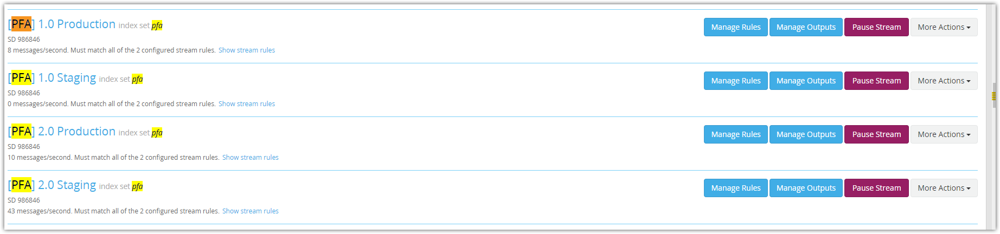 [PFA] 1.0 Production index set pfa Manage Rules Manage Outputs Pause Stream More Actions
SD 986846
8 messages/second. Must match all of the 2 configured stream rules. Show stream rules
[PFA] 1.0 Staging index set pfa Manage Rules Manage Outputs Pause Stream More Actions
SD 986846
0 messages/second. Must match all of the 2 configured stream rules. Show stream rules
[PFA] 2.0 Production index set pfa Manage Rules Manage Outputs Pause Stream More Actions
SD 986846
10 messages/second. Must match all of the 2 configured stream rules. Show stream rules
[PFA] 2.0 Staging index set pfa Manage Rules Manage Outputs Pause Stream More Actions
SD 986846
43 messages/second. Must match all of the 2 configured stream rules. Show stream rules